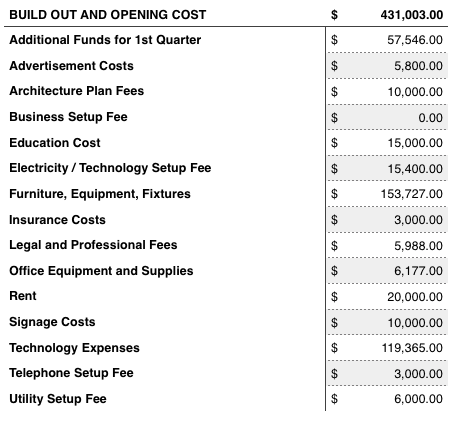 BUILD OUT AND OPENING COST $ 431,003.00
Additional Funds for 1st Quarter $ 57,546.00
Advertisement Costs $ 5,800.00
Architecture Plan Fees $ 10,000.00
Business Setup Fee $ 0.00
Education Cost $ 15,000.00
Electricity / Technology Setup Fee $ 15,400.00
Furniture, Equipment, Fixtures $ 153,727.00
Insurance Costs $ 3,000.00
Legal and Professional Fees $ 5,988.00
Office Equipment and Supplies $ 6,177.00
Rent $ 20,000.00
Signage Costs $ 10,000.00
Technology Expenses $ 119,365.00
Telephone Setup Fee $ 3,000.00
Utility Setup Fee $ 6,000.00